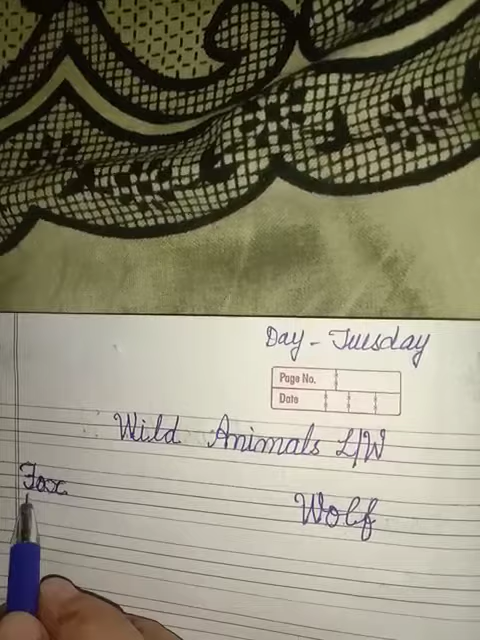 Day - Tuesday
Page No.
Date
Wild Animals L/W
Fox
Wolf